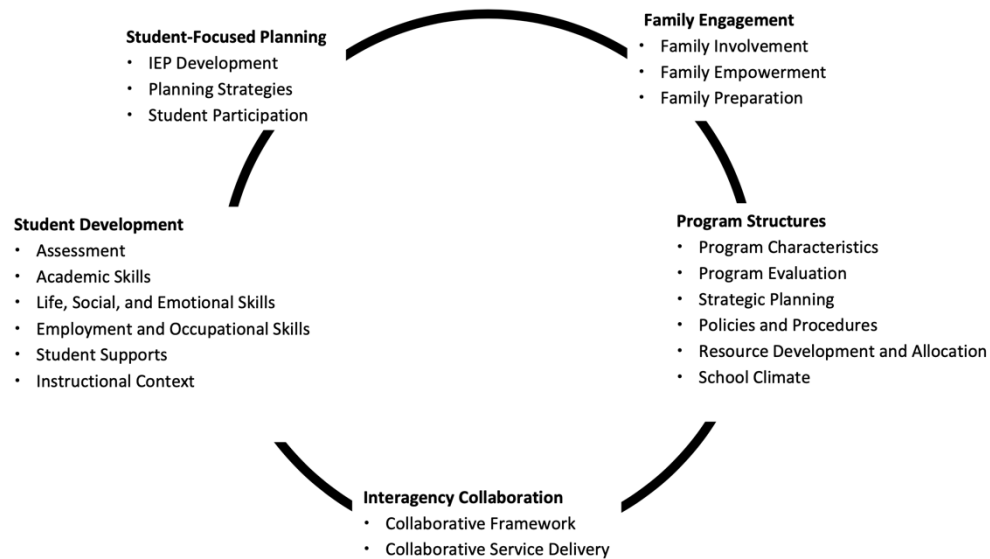 Student-Focused Planning
• IEP Development
• Planning Strategies
• Student Participation
Family Engagement
• Family Involvement
• Family Empowerment
• Family Preparation
Student Development
• Assessment
• Academic Skills
• Life, Social, and Emotional Skills
• Employment and Occupational Skills
• Student Supports
• Instructional Context
Program Structures
• Program Characteristics
• Program Evaluation
• Strategic Planning
• Policies and Procedures
• Resource Development and Allocation
• School Climate
Interagency Collaboration
• Collaborative Framework
• Collaborative Service Delivery